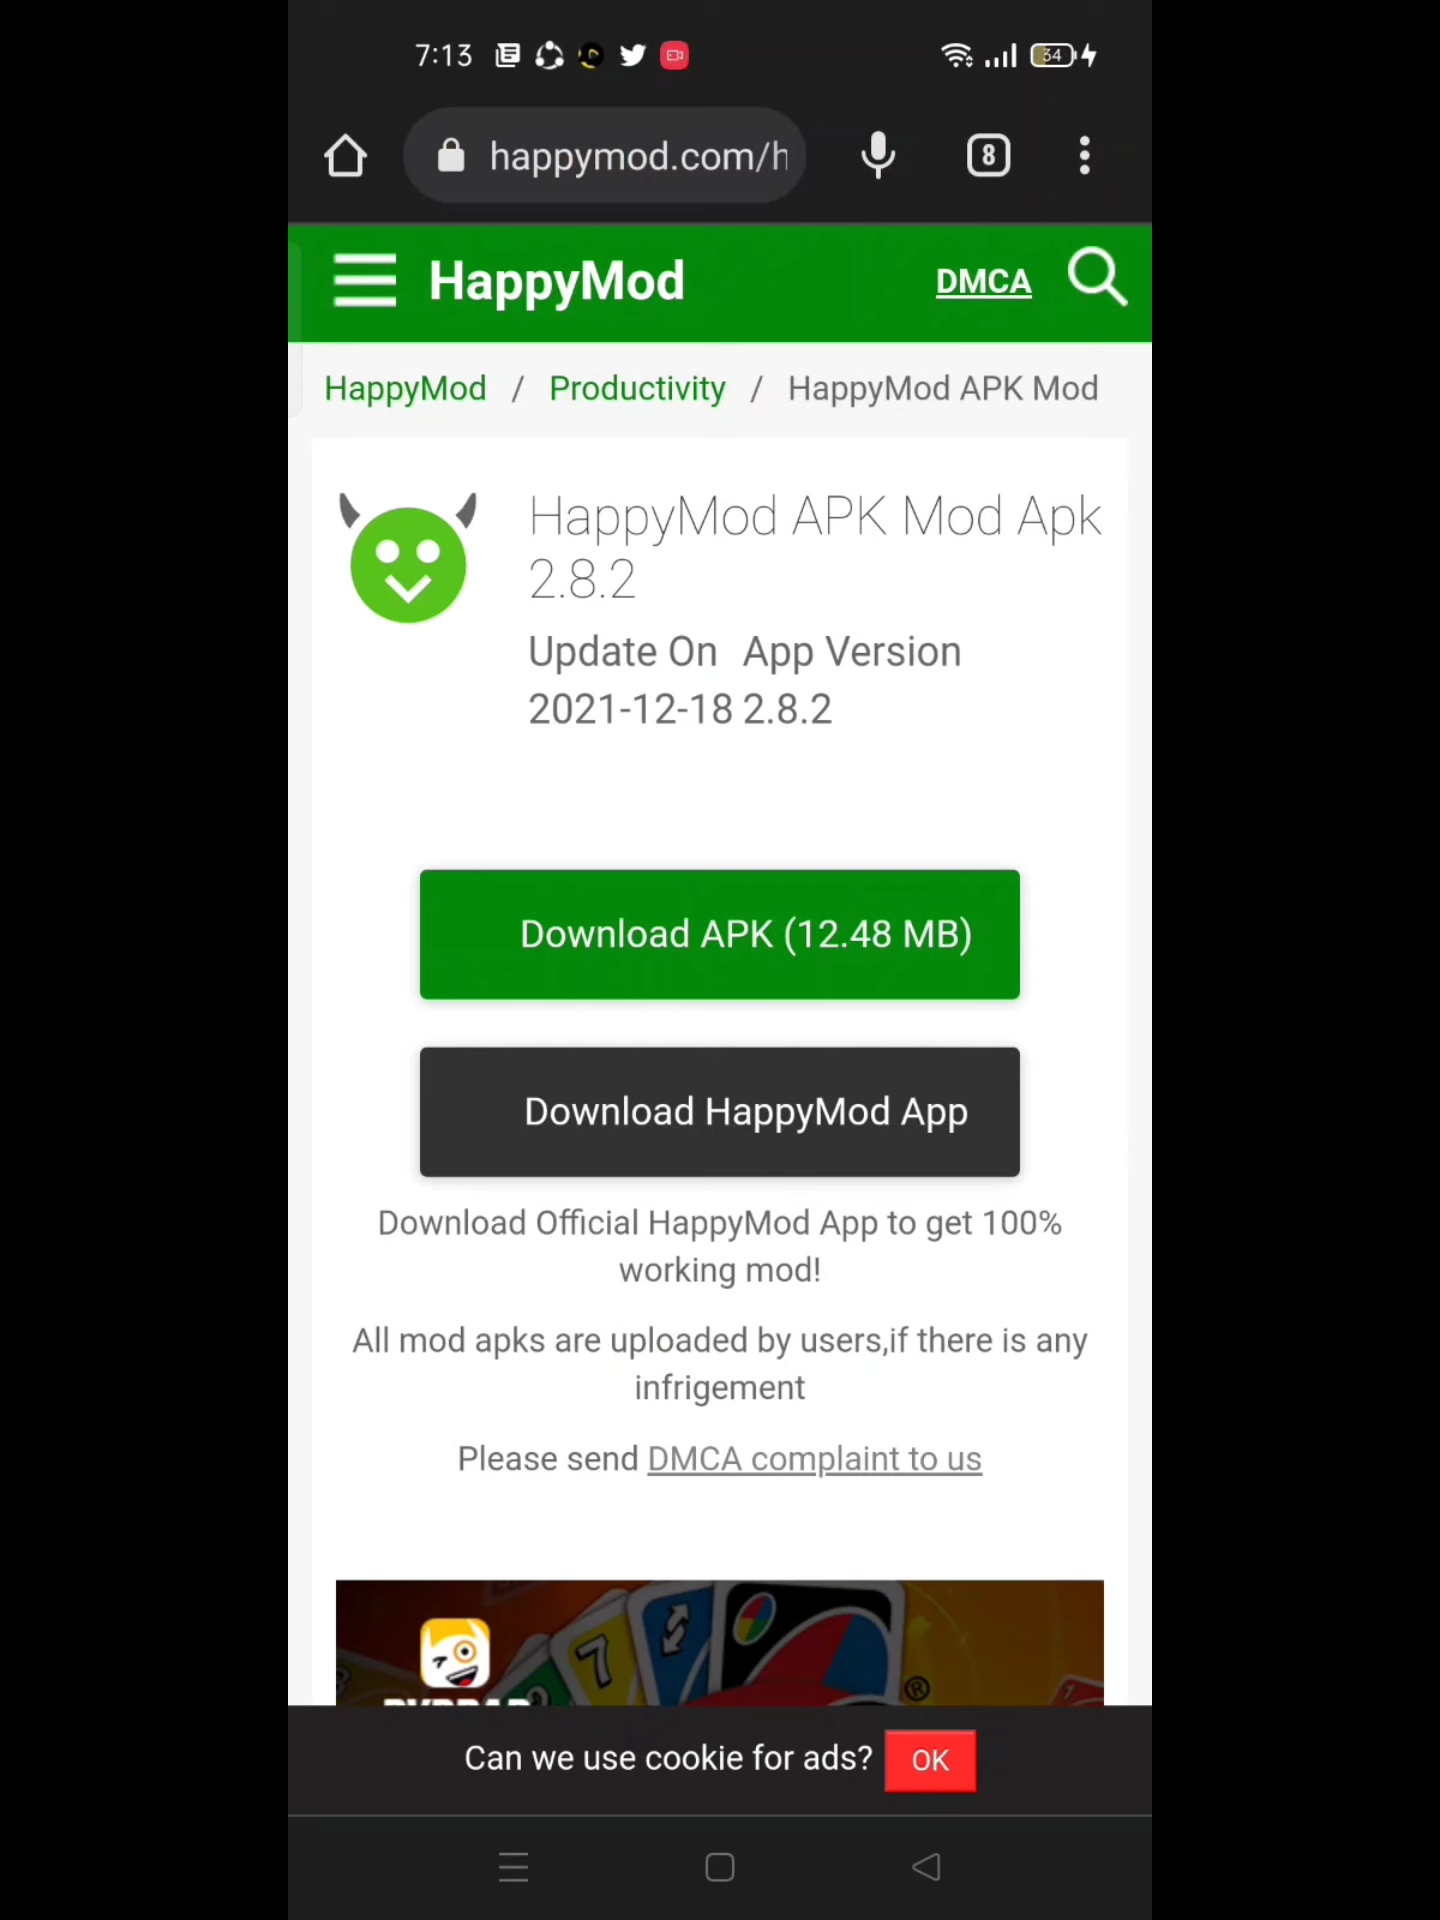 7:13
34
happymod.com/h
8
HappyMod
DMCA
HappyMod / Productivity / HappyMod APK Mod
HappyMod APK Mod Apk
2.8.2
Update On App Version
2021-12-18 2.8.2
Download APK (12.48 MB)
Download HappyMod App
Download Official HappyMod App to get 100%
working mod!
All mod apks are uploaded by users,if there is any
infrigement
Please send DMCA complaint to us
7
Can we use cookie for ads?
OK